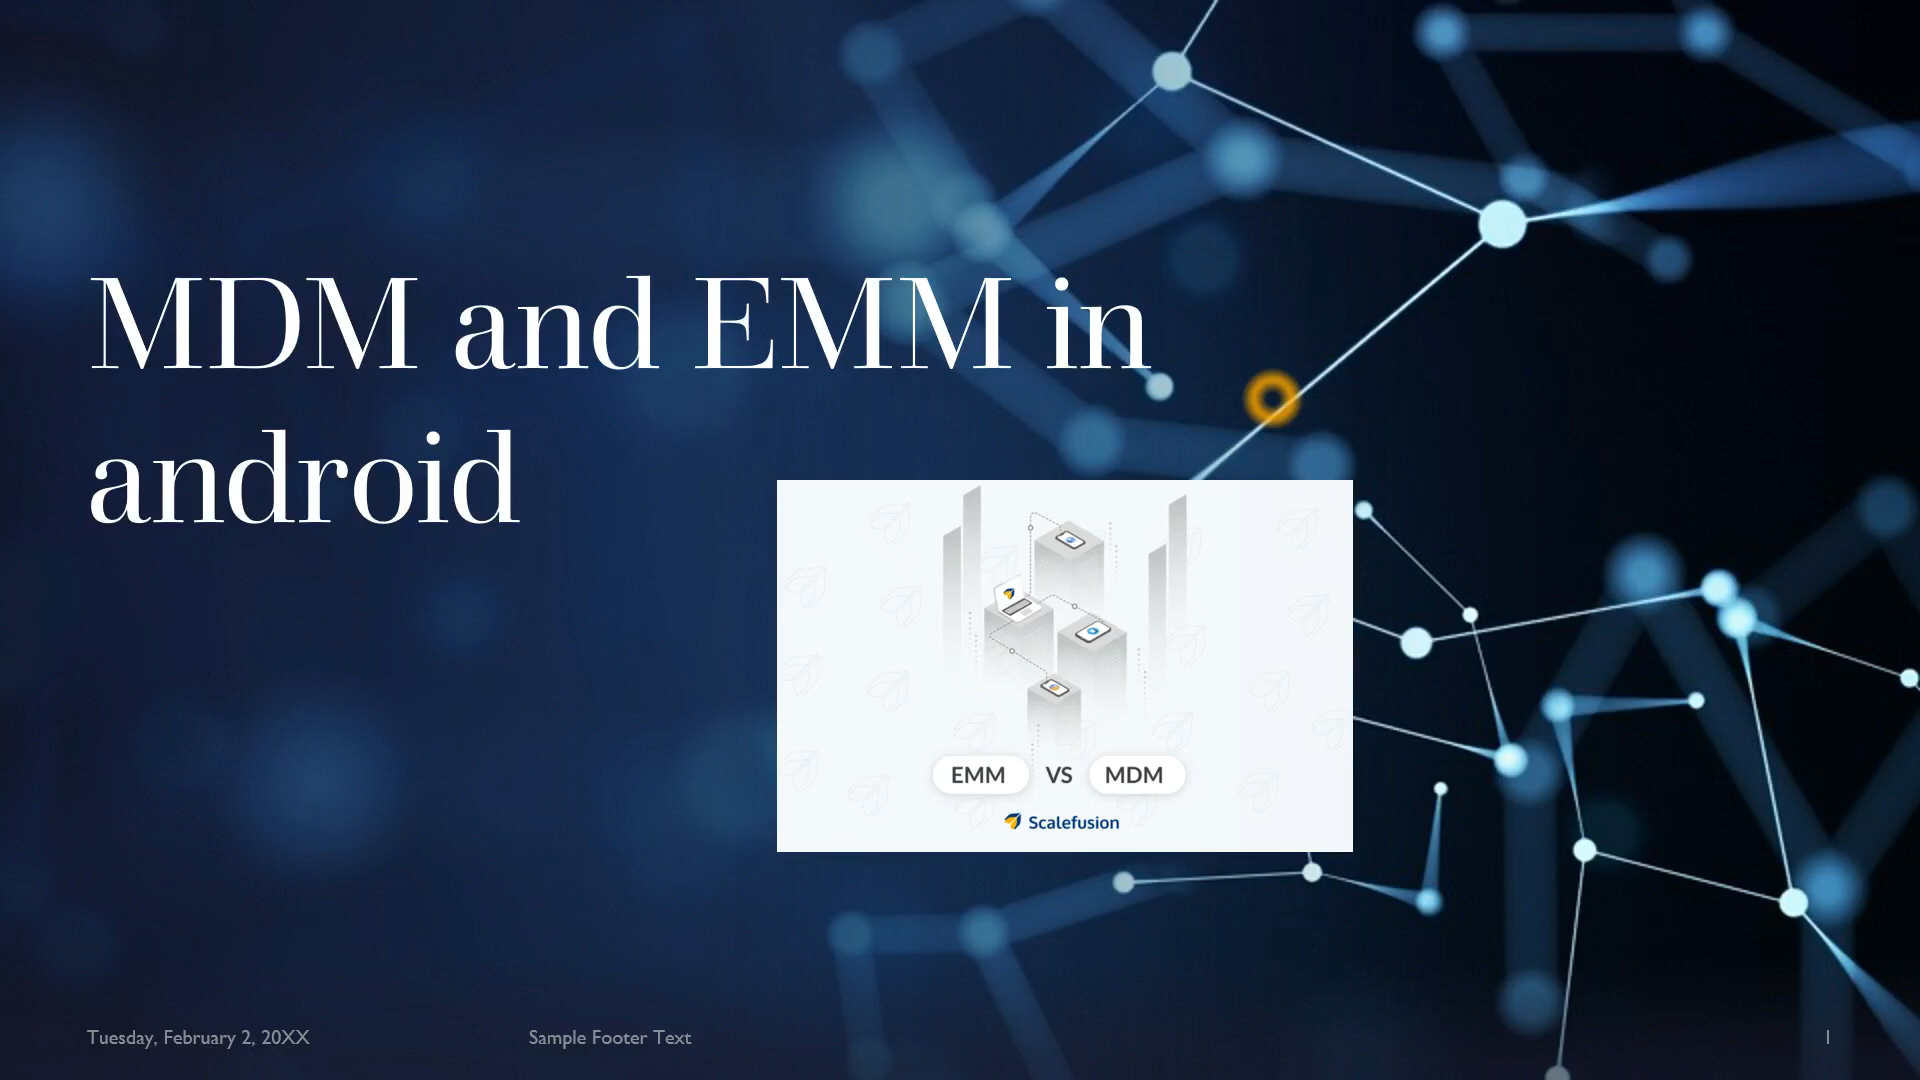 MDM and EMM in
android
EMM VS MDM
Scalefusion
Tuesday, February 2, 20XX
Sample Footer Text
1